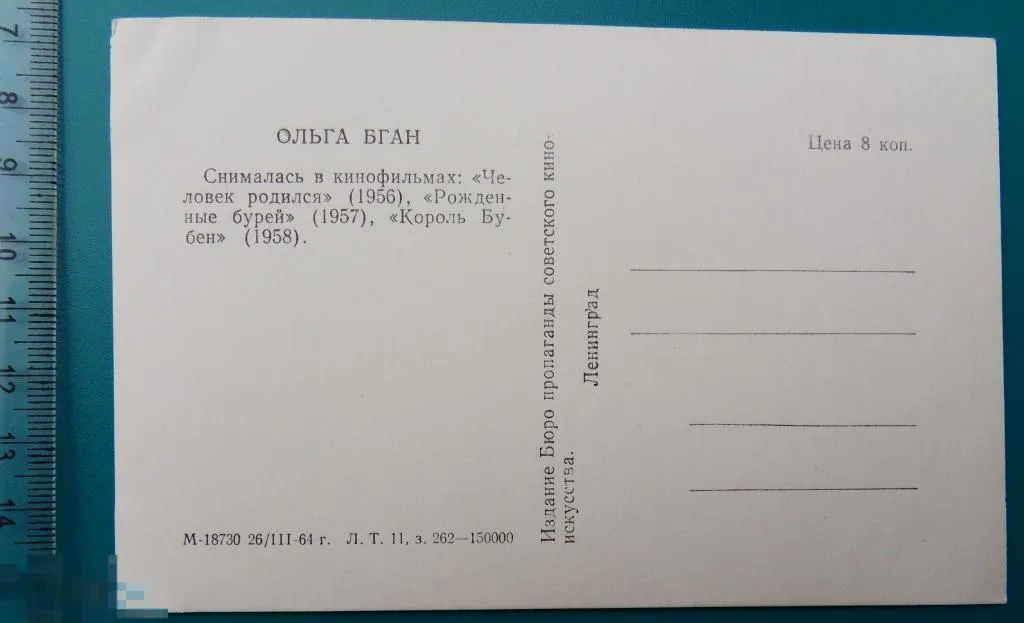 7
8
9
10
11
12
13
14
ОЛЬГА БГАН
Снималась в кинофильмах: «Че-
ловек родился» (1956), «Рожден-
ные бурей» (1957), «Король Бу-
бен» (1958).
М-18730 26/III-64 г. Л. Т. 11, з. 262—150000
Издание Бюро пропаганды советского кино-
искусства.
Ленинград
Цена 8 коп.